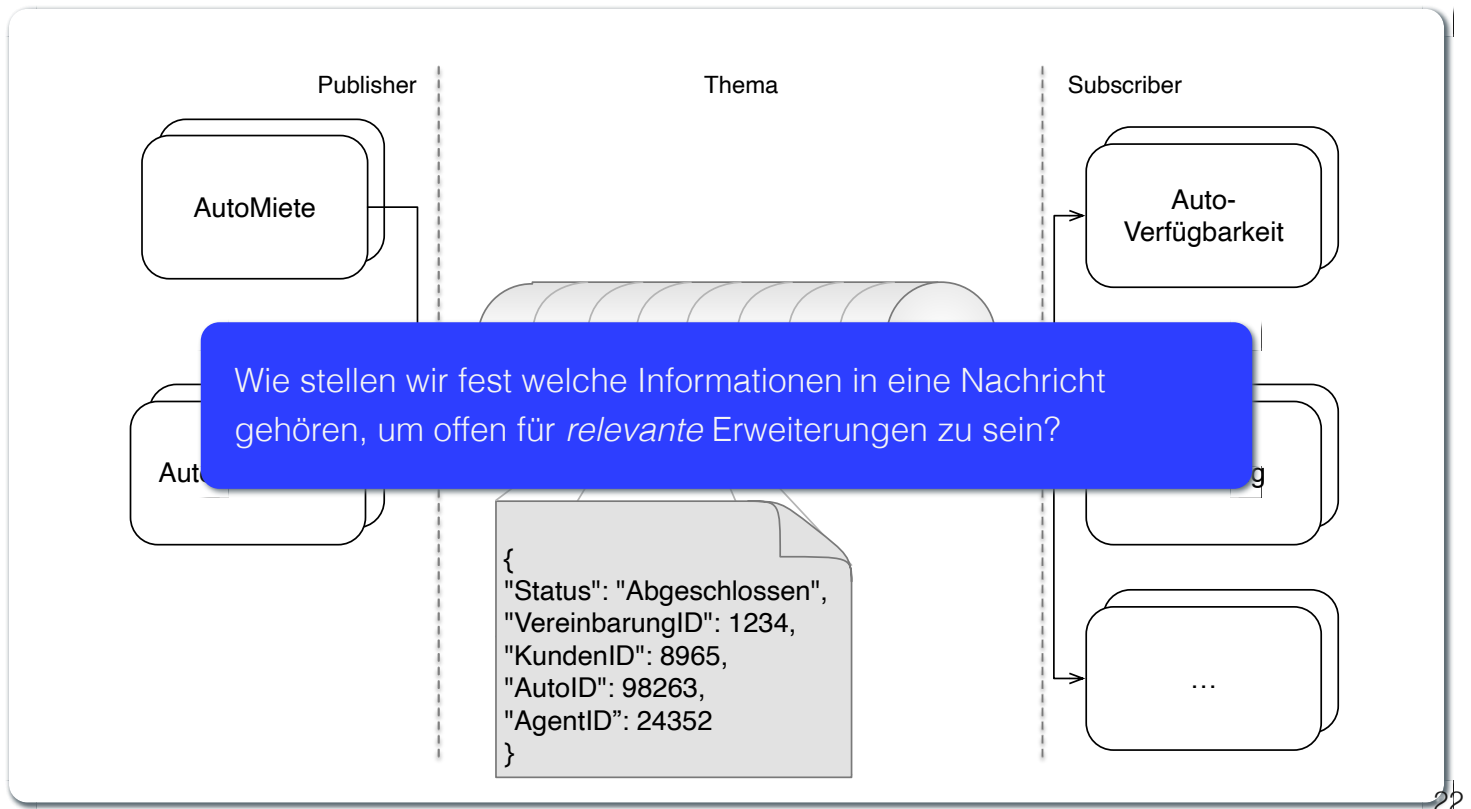 Publisher
Thema
Subscriber
AutoMiete
Auto-
Verfügbarkeit
Wie stellen wir fest welche Informationen in eine Nachricht
gehören, um offen für relevante Erweiterungen zu sein?
{
"Status": "Abgeschlossen",
"VereinbarungID": 1234,
"KundenID": 8965,
"AutoID": 98263,
"AgentID”: 24352
}
…
22